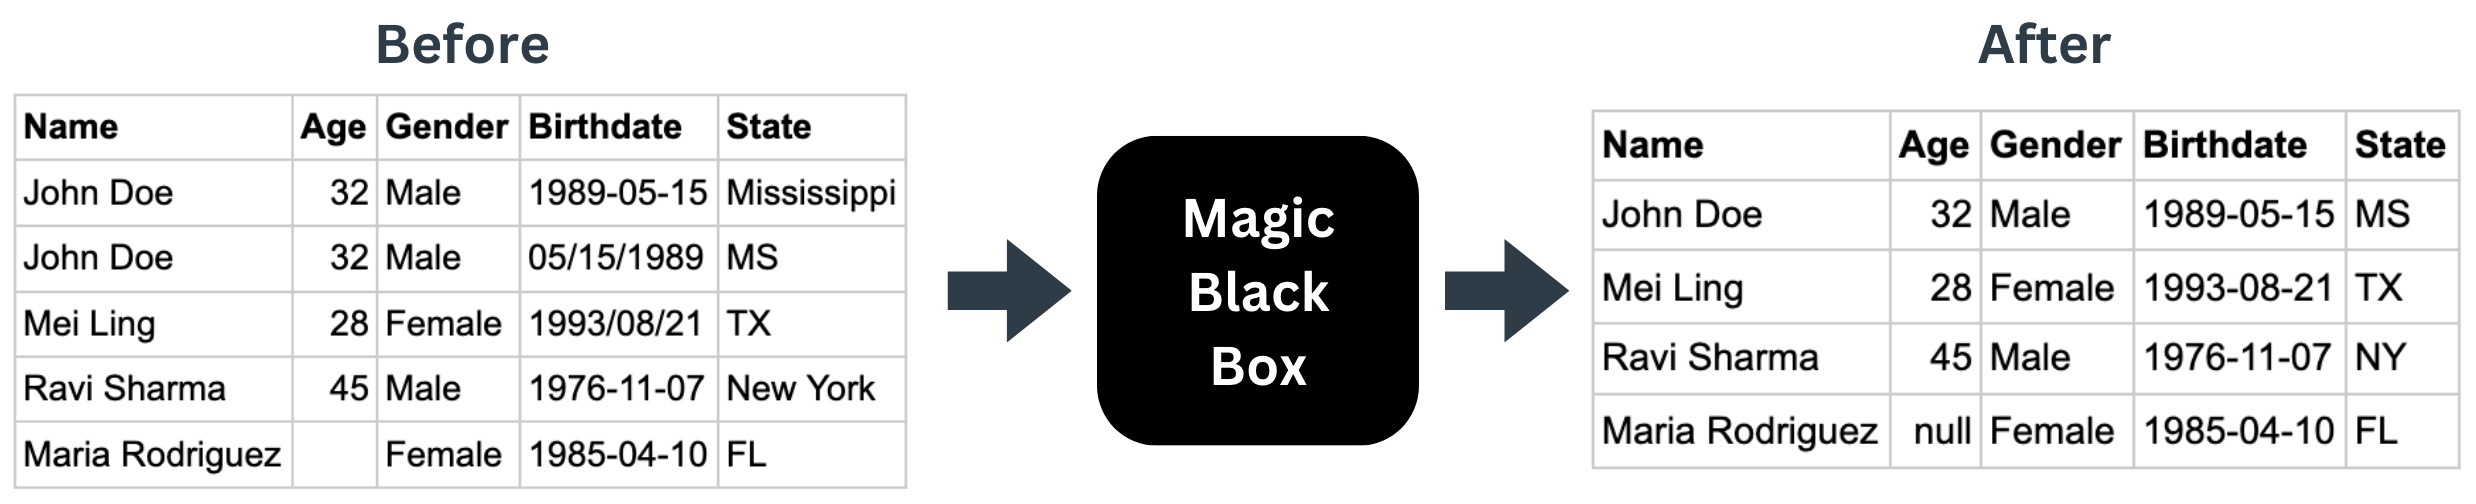 Before
Name Age Gender Birthdate State
John Doe 32 Male 1989-05-15 Mississippi
John Doe 32 Male 05/15/1989 MS
Mei Ling 28 Female 1993/08/21 TX
Ravi Sharma 45 Male 1976-11-07 New York
Maria Rodriguez Female 1985-04-10 FL
Magic
Black
Box
After
Name Age Gender Birthdate State
John Doe 32 Male 1989-05-15 MS
Mei Ling 28 Female 1993-08-21 TX
Ravi Sharma 45 Male 1976-11-07 NY
Maria Rodriguez null Female 1985-04-10 FL